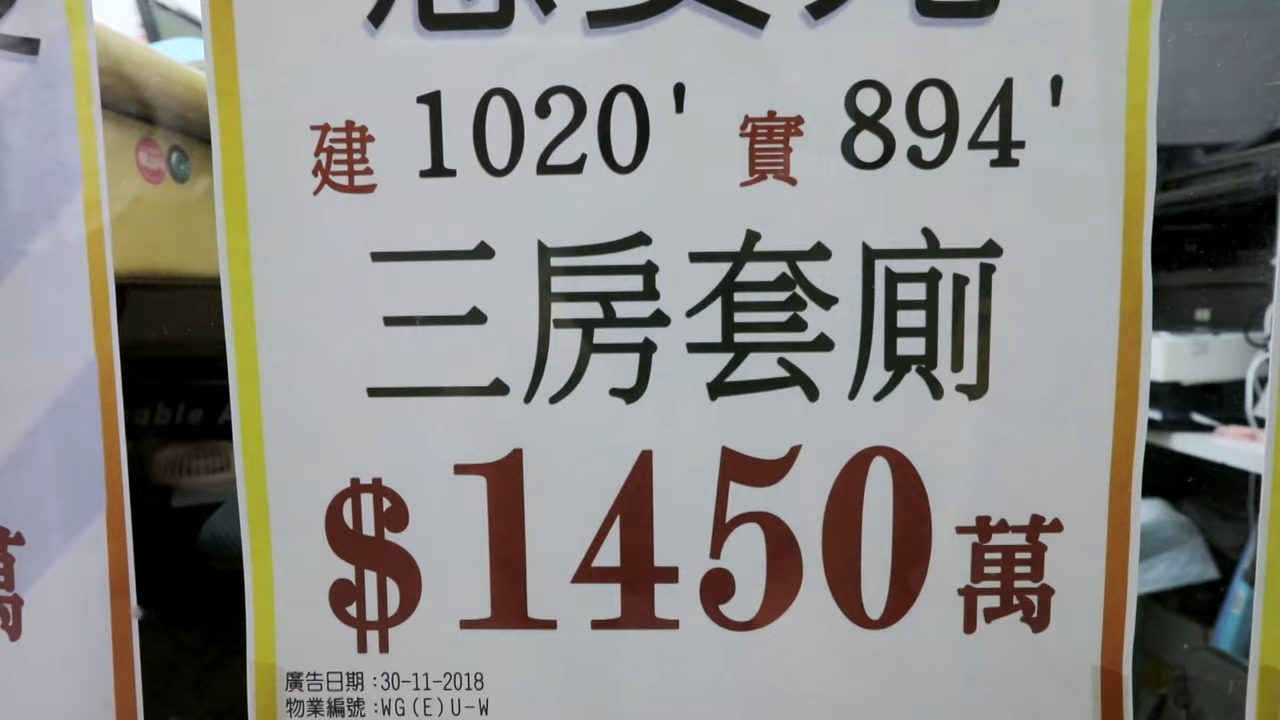 建 1020' 實 894'
三房套廁
$1450萬
廣告日期:30-11-2018
物業編號:WG(E)U-W
萬